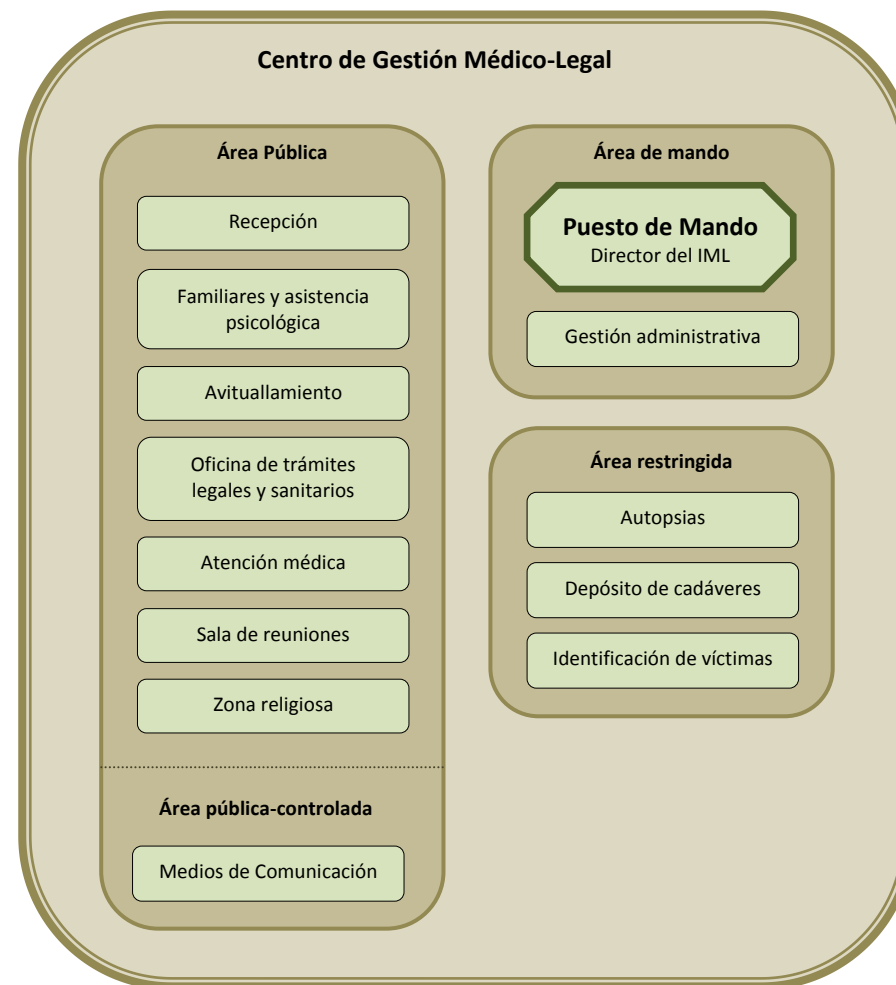 Centro de Gestión Médico-Legal
Área Pública
Recepción
Familiares y asistencia
psicológica
Avituallamiento
Oficina de trámites
legales y sanitarios
Atención médica
Sala de reuniones
Zona religiosa
Área pública-controlada
Medios de Comunicación
Área de mando
Puesto de Mando
Director del IML
Gestión administrativa
Área restringida
Autopsias
Depósito de cadáveres
Identificación de víctimas